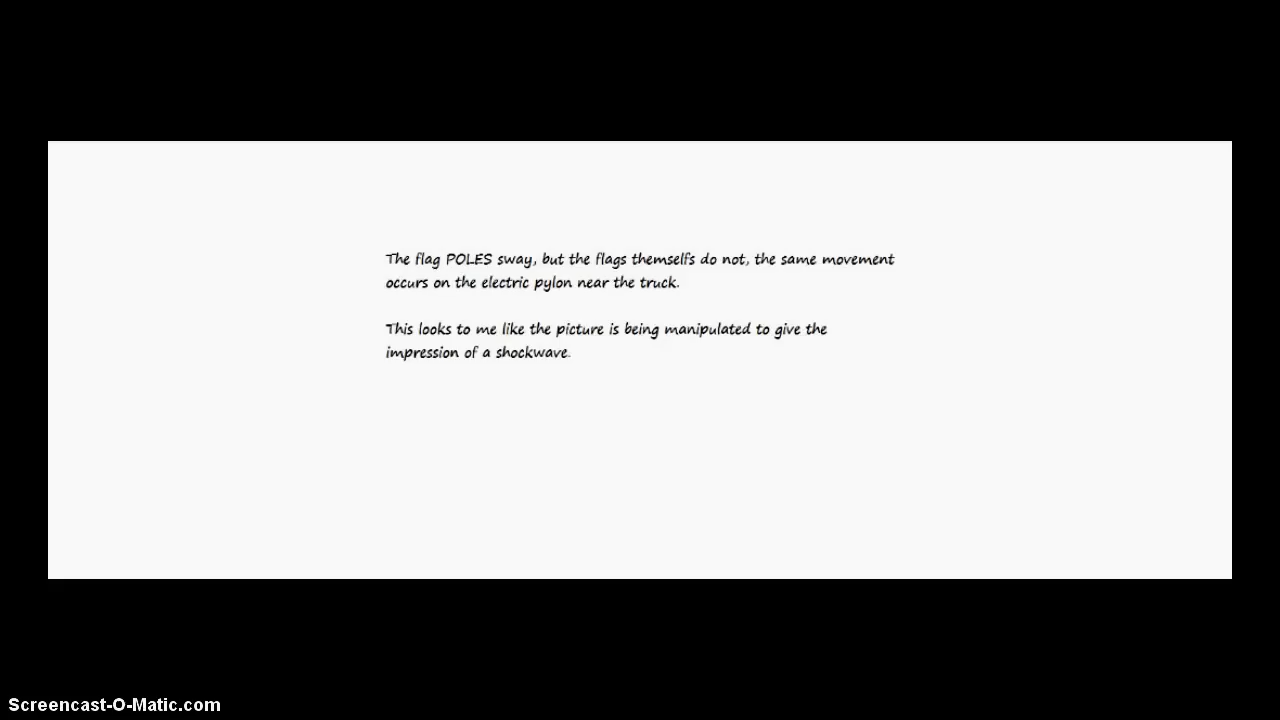 The flag POLES sway, but the flags themselfs do not, the same movement
occurs on the electric pylon near the truck.
This looks to me like the picture is being manipulated to give the
impression of a shockwave.
Screencast-O-Matic.com